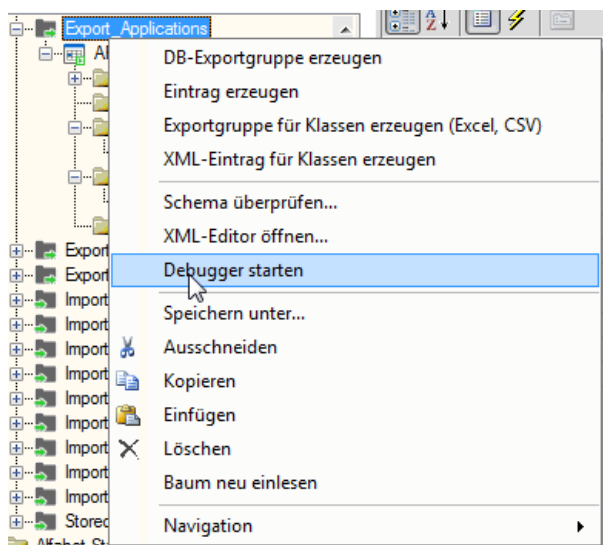 Export_Applications
Al
DB-Exportgruppe erzeugen
Eintrag erzeugen
Exportgruppe für Klassen erzeugen (Excel, CSV)
XML-Eintrag für Klassen erzeugen
Schema überprüfen...
XML-Editor öffnen...
Export
Export
Debugger starten
Import
Speichern unter...
Import
Import
Ausschneiden
Import
Kopieren
Import
Einfügen
Import
Import
Löschen
Import
Baum neu einlesen
Import
Stored
Navigation